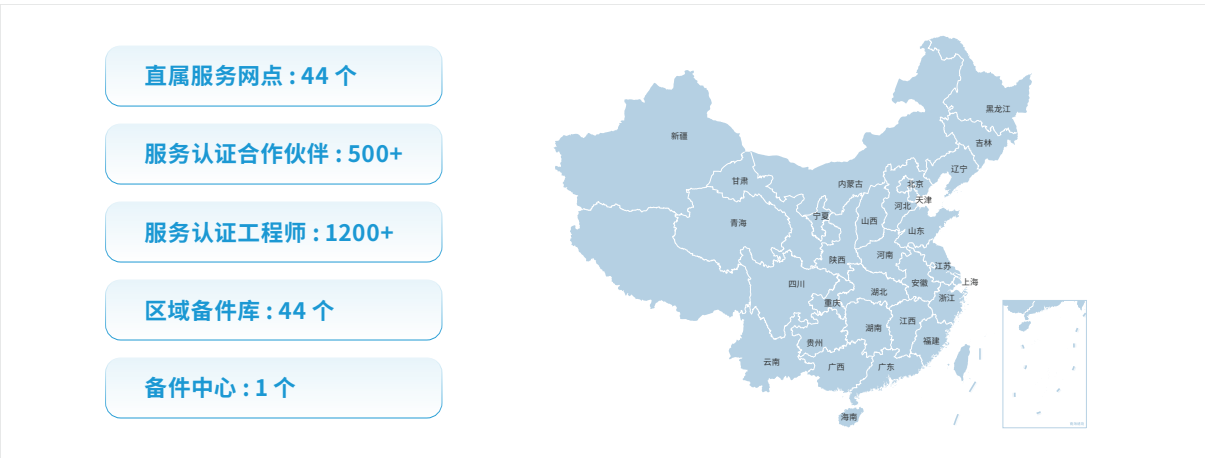 直属服务网点 : 44 个
服务认证合作伙伴 : 500+
服务认证工程师 : 1200+
区域备件库 : 44 个
备件中心 : 1 个
黑龙江
新疆
吉林
辽宁
甘肃
内蒙古
北京
天津
河北
宁夏
青海
山西
山东
陕西
河南
江苏
四川
安徽
上海
湖北
浙江
重庆
江西
湖南
福建
贵州
云南
广西
广东
海南